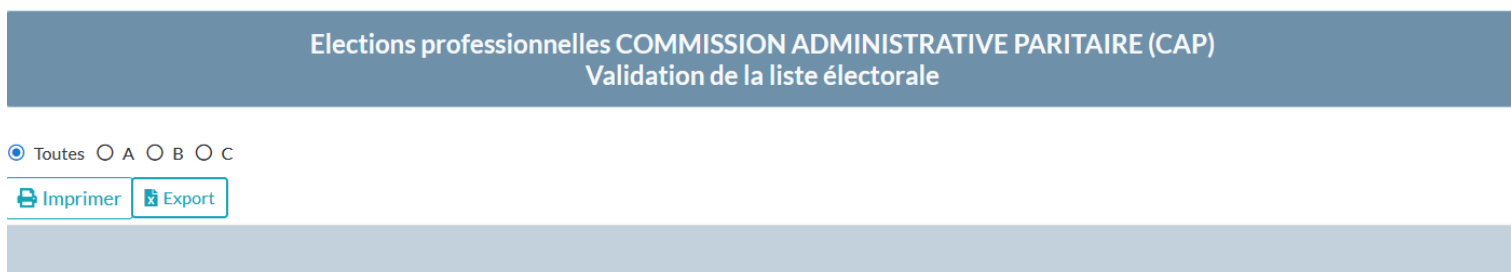 Elections professionnelles COMMISSION ADMINISTRATIVE PARITAIRE (CAP)
Validation de la liste électorale
Toutes A B C
Imprimer Export